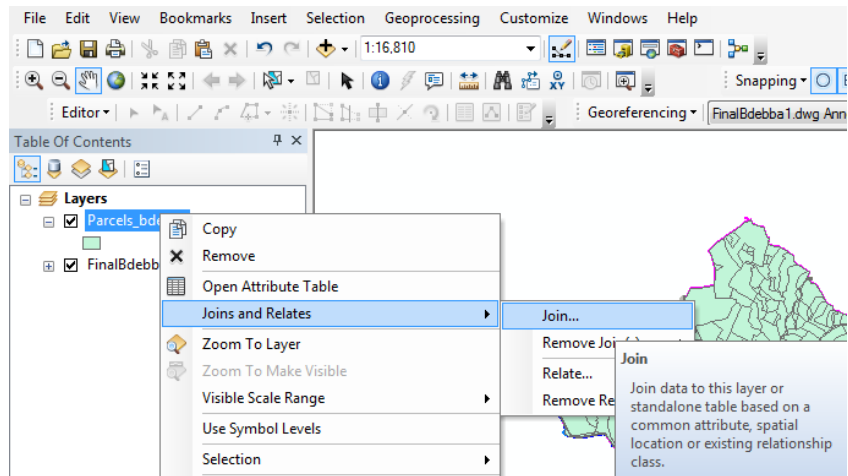 File Edit View Bookmarks Insert Selection Geoprocessing Customize Windows Help
1:16,810
Snapping
Editor Georeferencing FinalBdebba1.dwg Ann
Table Of Contents
Layers
Parcels_bde
FinalBdebb
Copy
Remove
Open Attribute Table
Joins and Relates
Zoom To Layer
Zoom To Make Visible
Visible Scale Range
Use Symbol Levels
Selection
Join...
Remove Join(s)
Relate...
Remove Re
Join
Join data to this layer or
standalone table based on a
common attribute, spatial
location or existing relationship
class.